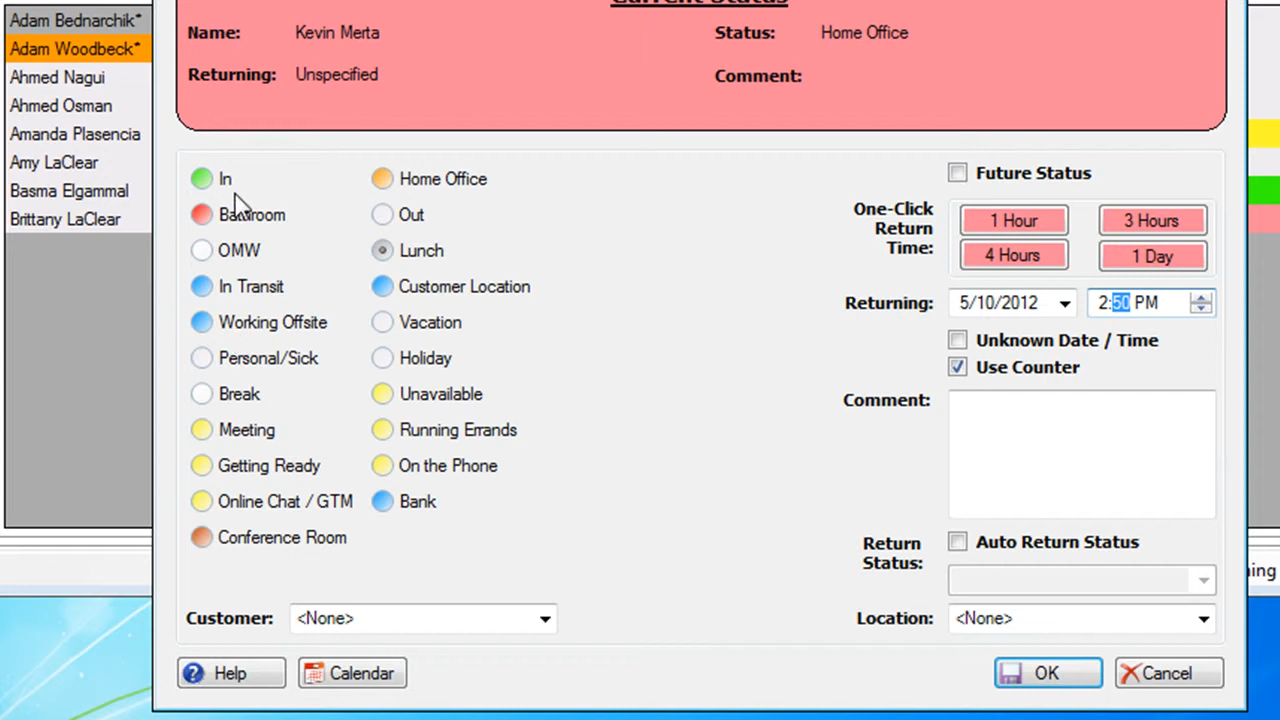 Current Status
Adam Bednarchik*
Adam Woodbeck*
Ahmed Nagui
Ahmed Osman
Amanda Plasencia
Amy LaClear
Basma Elgammal
Brittany LaClear
Name: Kevin Merta
Status: Home Office
Returning: Unspecified
Comment:
In
Bathroom
OMW
In Transit
Working Offsite
Personal/Sick
Break
Meeting
Getting Ready
Online Chat / GTM
Conference Room
Home Office
Out
Lunch
Customer Location
Vacation
Holiday
Unavailable
Running Errands
On the Phone
Bank
Future Status
One-Click
Return
Time:
1 Hour 3 Hours
4 Hours 1 Day
Returning: 5/10/2012 2:50 PM
Unknown Date / Time
Use Counter
Comment:
Return
Status:
Auto Return Status
Customer: <None>
Location: <None>
Help Calendar OK Cancel